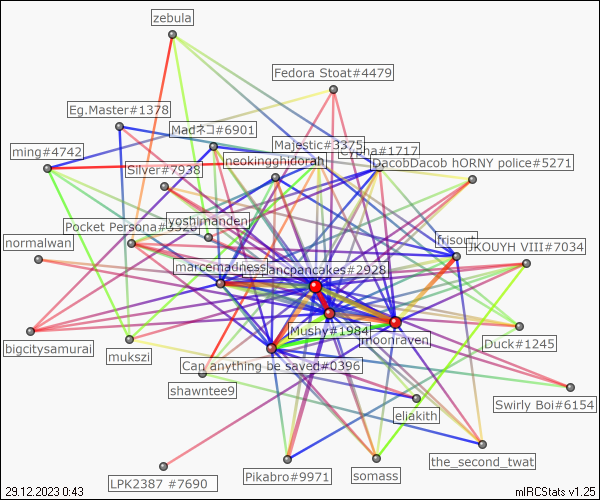 zebula
Fedora Stoat#4479
Eg.Master#1378
Madネコ#6901
Majestic#3375
#1717
ming#4742
Silver#7938
neokingghidorah
DacobDacob hORNY police#5271
yoshimanden
Pocket Persona#3320
frisout
normalwan
JKOUYH VIII#7034
marcemadness
ancpancakes#2928
Mushy#1984
moonraven
bigcitysamurai
mukszi
Duck#1245
Can anything be saved#0396
shawntee9
Swirly Boi#6154
eliakith
the_second_twat
LPK2387 #7690
Pikabro#9971
somass
29.12.2023 0:43
mIRCStats v1.25